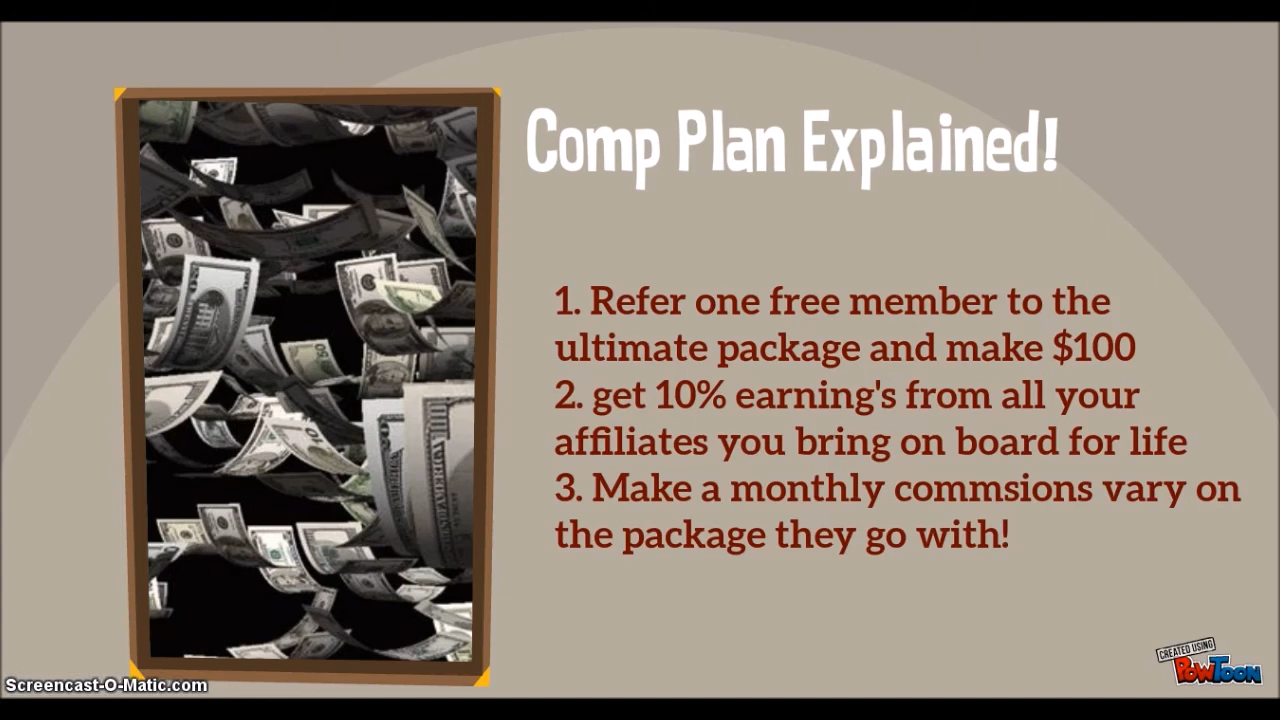 Comp Plan Explained!
1. Refer one free member to the
ultimate package and make $100
2. get 10% earning's from all your
affiliates you bring on board for life
3. Make a monthly commsions vary on
the package they go with!
CREATED USING
POWTOON
Screencast-O-Matic.com